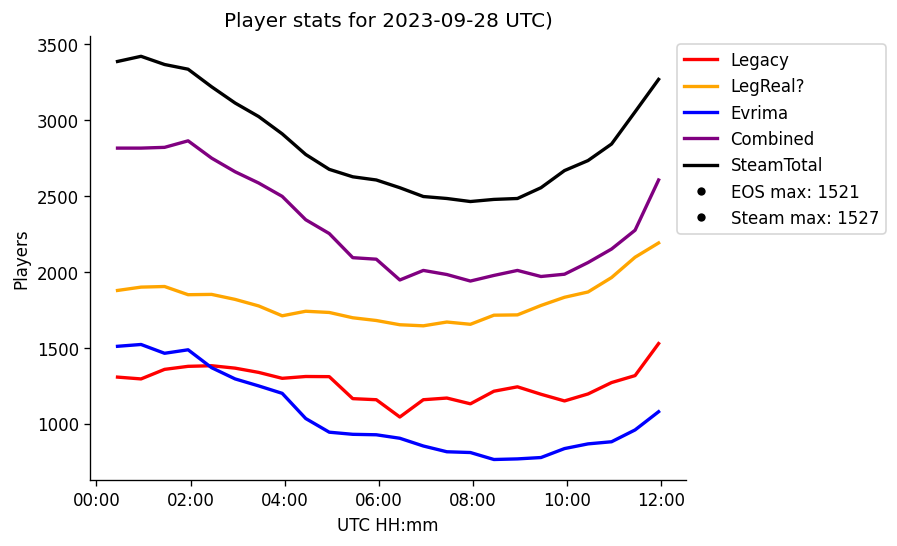 Player stats for 2023-09-28 UTC)
3500
3000
2500
2000
1500
1000
Players
00:00 02:00 04:00 06:00 08:00 10:00 12:00
UTC HH:mm
Legacy
LegReal?
Evrima
Combined
SteamTotal
EOS max: 1521
Steam max: 1527